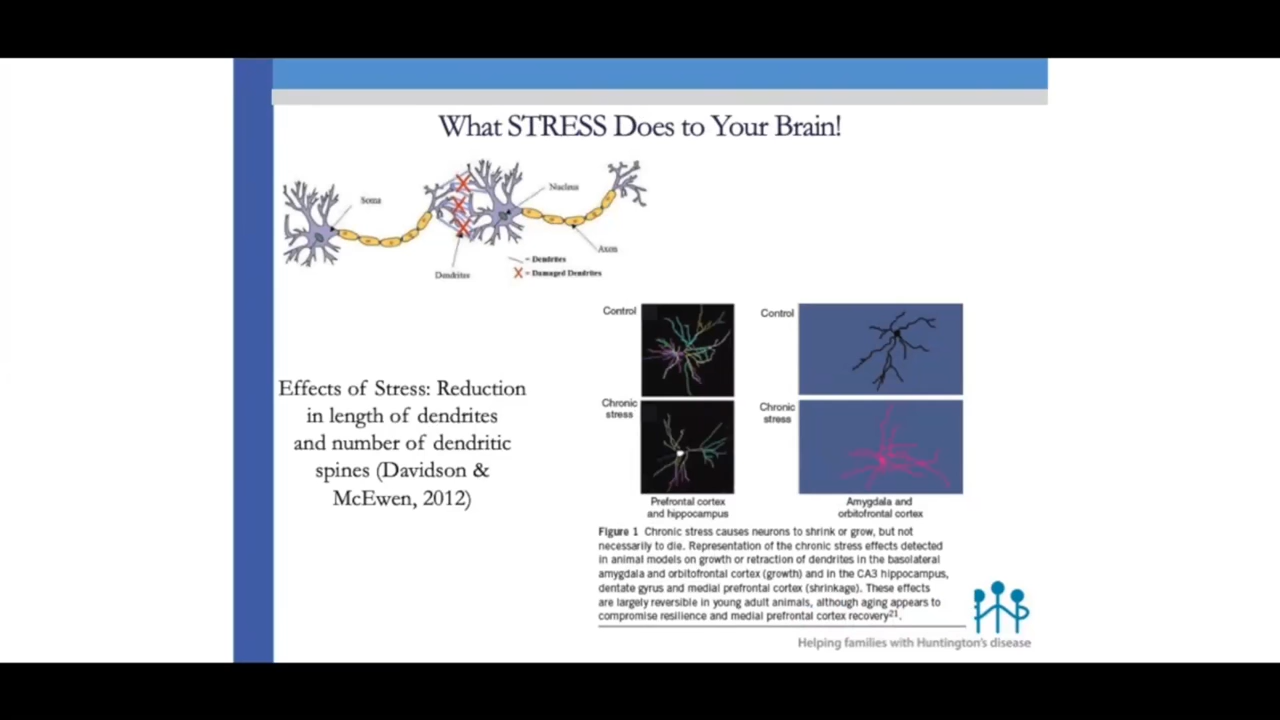 What STRESS Does to Your Brain!
Soma
Nucleus
Axon
Dendrites
= Dendrites
X = Damaged Dendrites
Effects of Stress: Reduction
in length of dendrites
and number of dendritic
spines (Davidson &
McEwen, 2012)
Control
Control
Chronic
stress
Chronic
stress
Prefrontal cortex
and hippocampus
Amygdala and
orbitofrontal cortex
Figure 1 Chronic stress causes neurons to shrink or grow, but not
necessarily to die. Representation of the chronic stress effects detected
in animal models on growth or retraction of dendrites in the basolateral
amygdala and orbitofrontal cortex (growth) and in the CA3 hippocampus,
dentate gyrus and medial prefrontal cortex (shrinkage). These effects
are largely reversible in young adult animals, although aging appears to
compromise resilience and medial prefrontal cortex recovery21.
Helping families with Huntington's disease